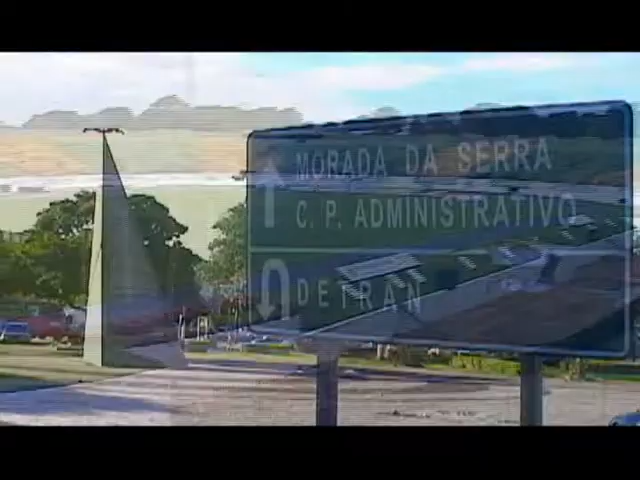 MORADA DA SERRA
C. P. ADMINISTRATIVO
DETRAN